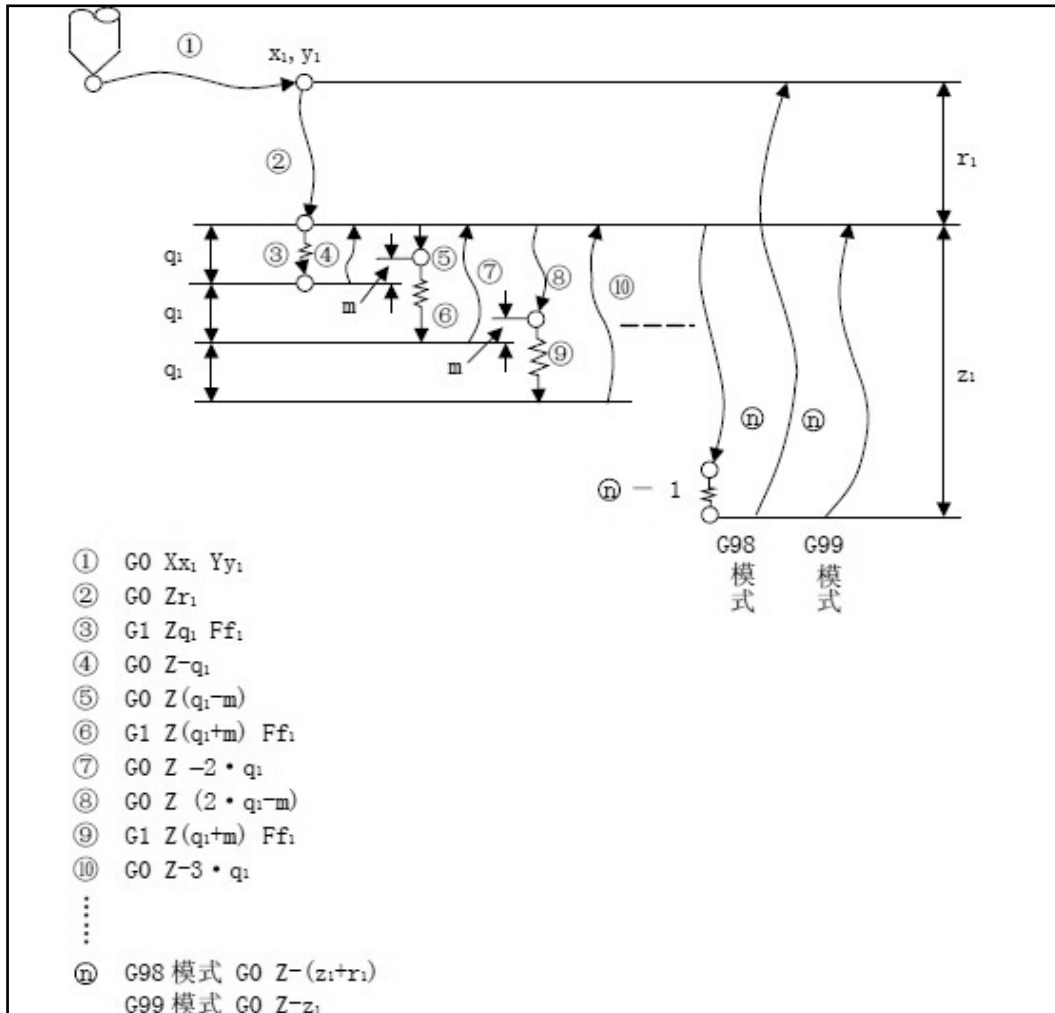 ①
x₁, y₁
②
r₁
q₁
③
④
⑤
m
⑦
⑧
⑩
q₁
⑥
m
⑨
q₁
z₁
ⓝ
ⓝ
ⓝ － 1
G98
模
式
G99
模
式
① G0 Xx₁ Yy₁
② G0 Zr₁
③ G1 Zq₁ Ff₁
④ G0 Z-q₁
⑤ G0 Z(q₁-m)
⑥ G1 Z(q₁+m) Ff₁
⑦ G0 Z －2・q₁
⑧ G0 Z (2・q₁-m)
⑨ G1 Z(q₁+m) Ff₁
⑩ G0 Z-3・q₁
ⓝ G98 模式 G0 Z-(z₁+r₁)
G99 模式 G0 Z-z₁